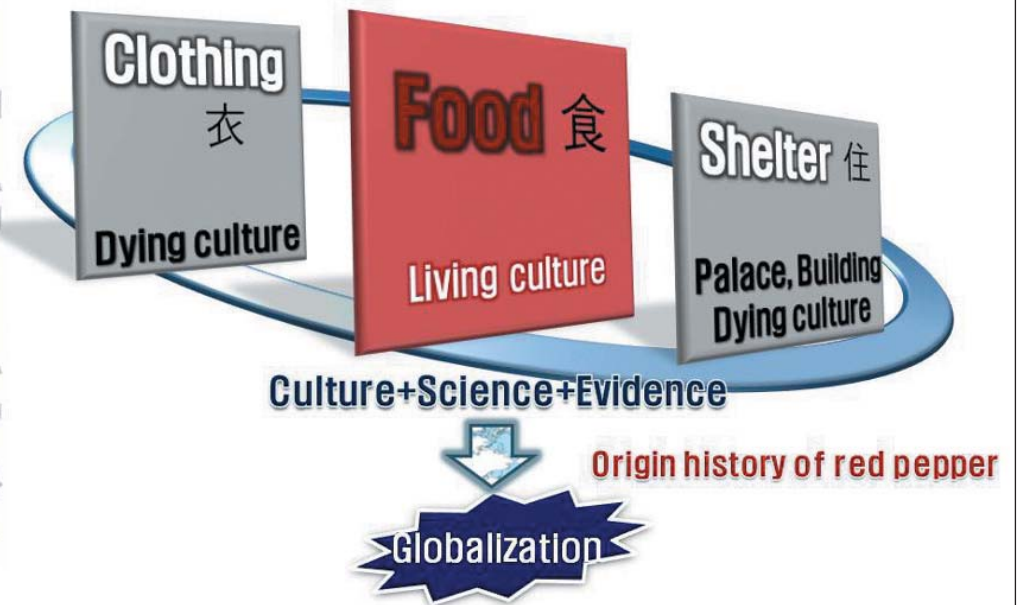 Clothing
衣
Dying culture
Food 食
Living culture
Shelter 住
Palace, Building
Dying culture
Culture+Science+Evidence
Origin history of red pepper
Globalization